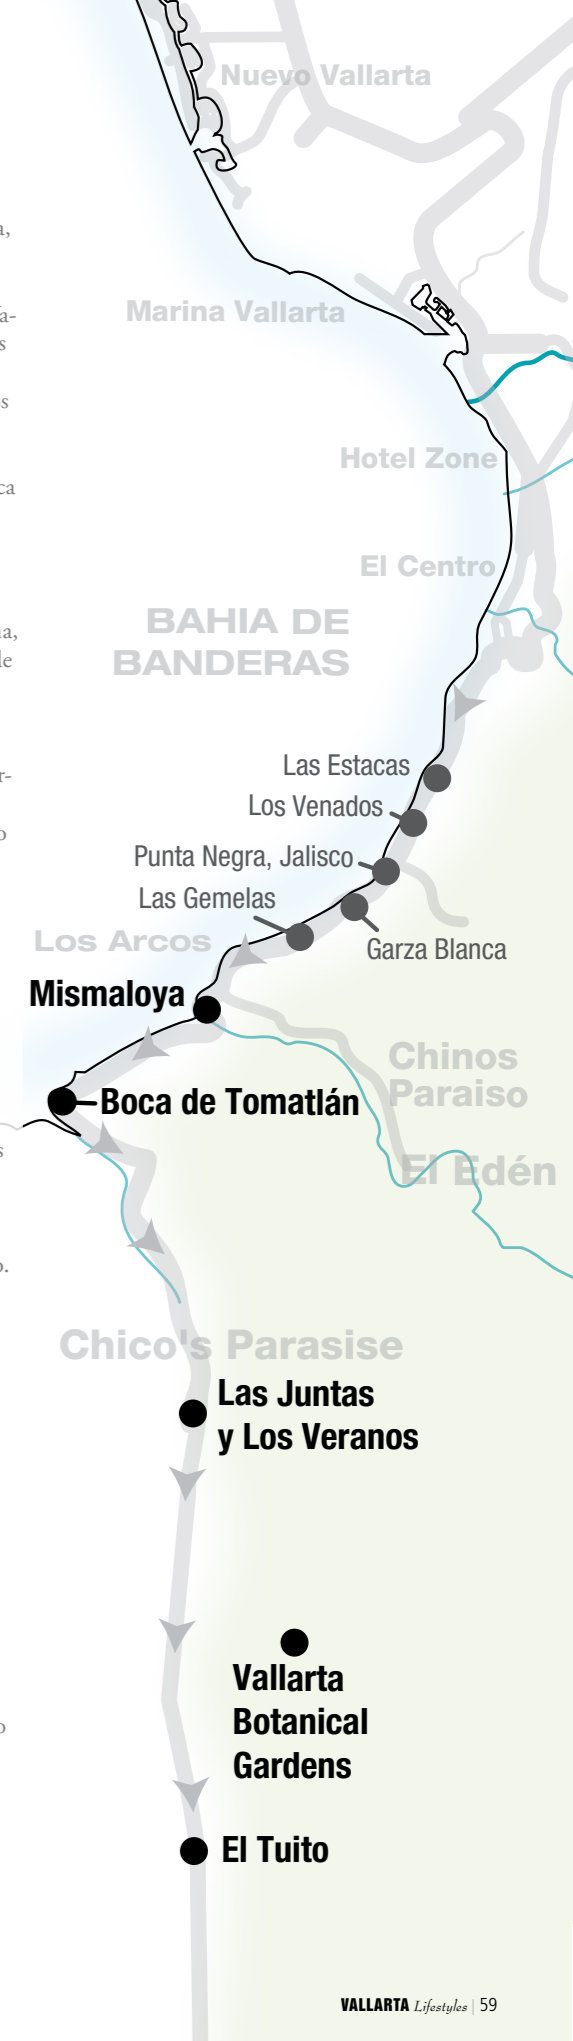 Nuevo Vallarta
a,
a-
s
Marina Vallarta
ca
Hotel Zone
El Centro
BAHIA DE
BANDERAS
a,
le
r-
o
Las Estacas
Los Venados
Punta Negra, Jalisco
Las Gemelas
Garza Blanca
Los Arcos
Mismaloya
Chinos
Paraiso
Boca de Tomatlán
s
El Edén
o.
Chico's Parasise
Las Juntas
y Los Veranos
Vallarta
Botanical
Gardens
o
El Tuito
VALLARTA Lifestyles | 59